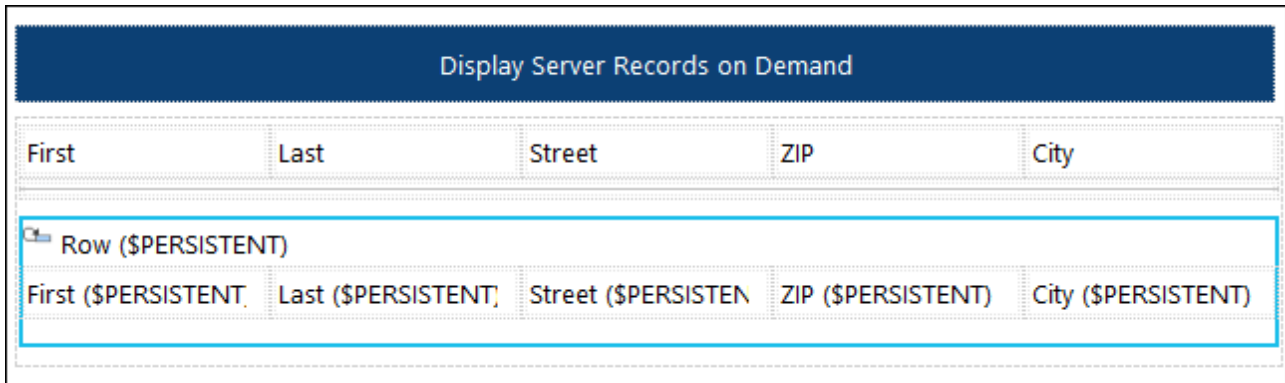 Display Server Records on Demand
First Last Street ZIP City
Row ($PERSISTENT)
First ($PERSISTENT Last ($PERSISTENT) Street ($PERSISTEN ZIP ($PERSISTENT) City ($PERSISTENT)